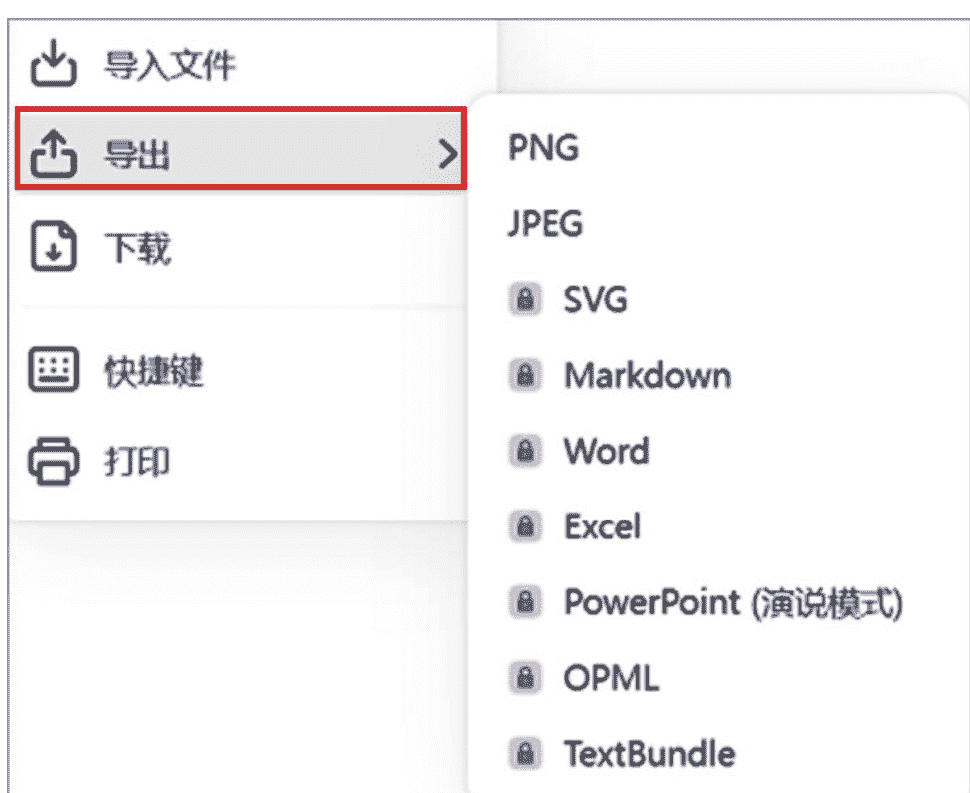 导入文件
导出
下载
快捷键
打印
PNG
JPEG
SVG
Markdown
Word
Excel
PowerPoint (演说模式)
OPML
TextBundle